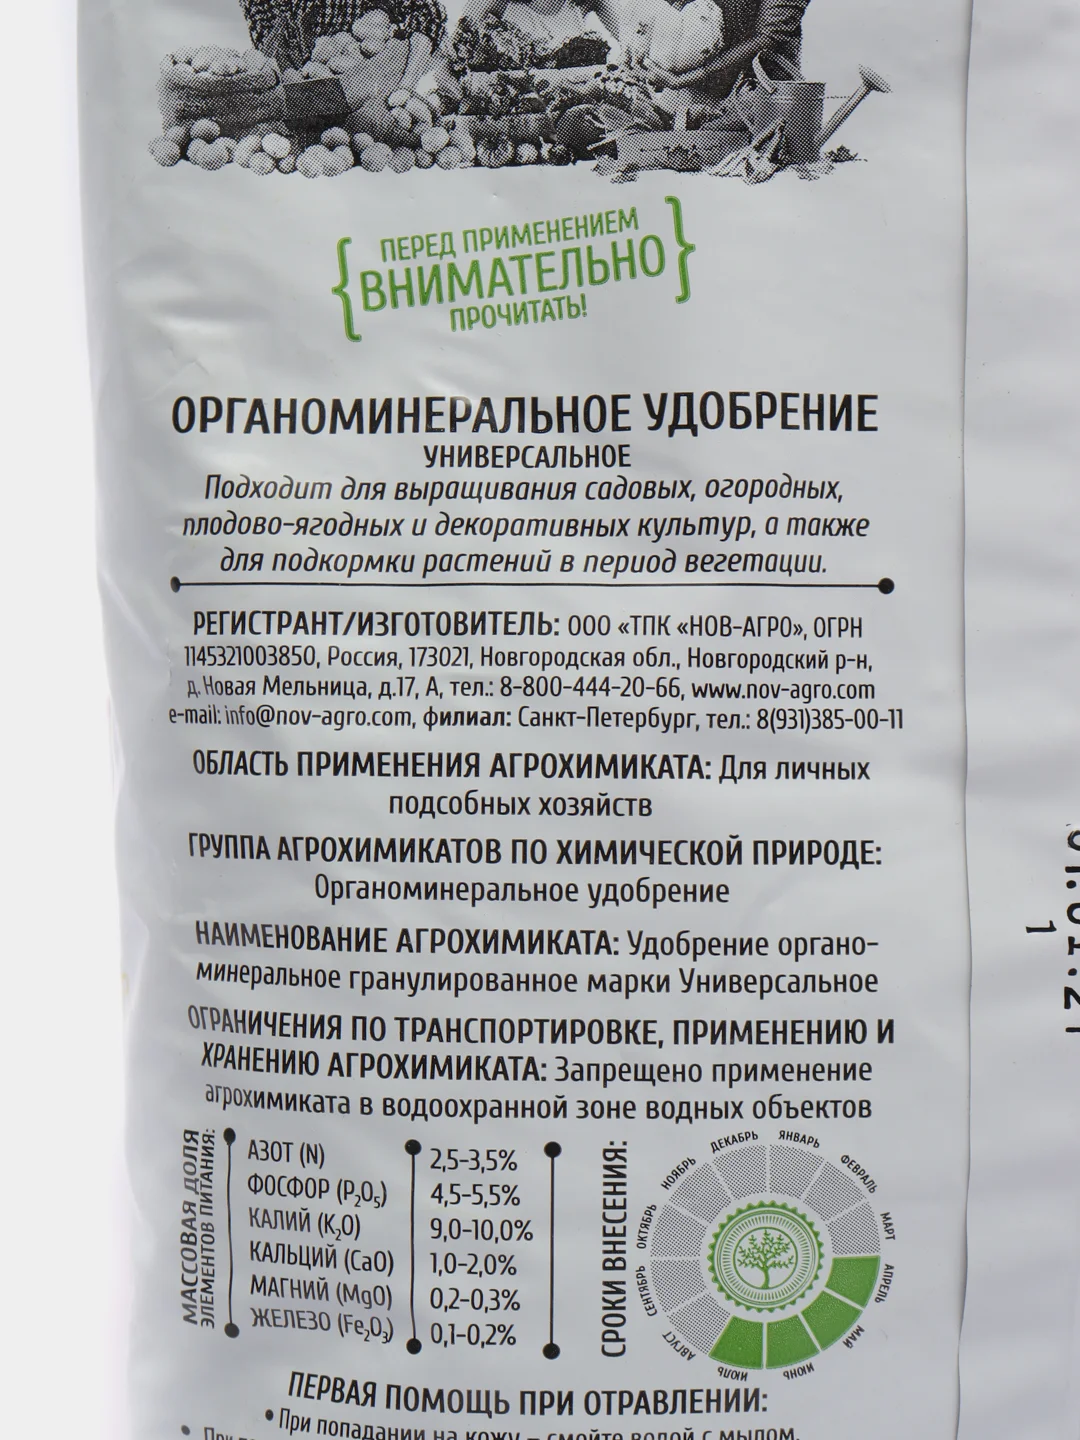 ПЕРЕД ПРИМЕНЕНИЕМ
ВНИМАТЕЛЬНО
ПРОЧИТАТЬ!
ОРГАНОМИНЕРАЛЬНОЕ УДОБРЕНИЕ
УНИВЕРСАЛЬНОЕ
Подходит для выращивания садовых, огородных,
плодово-ягодных и декоративных культур, а также
для подкормки растений в период вегетации.
РЕГИСТРАНТ/ИЗГОТОВИТЕЛЬ: ООО «ТПК «НОВ-АГРО», ОГРН
1145321003850, Россия, 173021, Новгородская обл., Новгородский р-н,
д. Новая Мельница, д.17, А, тел.: 8-800-444-20-66, www.nov-agro.com
e-mail: info@nov-agro.com, филиал: Санкт-Петербург, тел.: 8(931)385-00-11
ОБЛАСТЬ ПРИМЕНЕНИЯ АГРОХИМИКАТА: Для личных
подсобных хозяйств
ГРУППА АГРОХИМИКАТОВ ПО ХИМИЧЕСКОЙ ПРИРОДЕ:
Органоминеральное удобрение
НАИМЕНОВАНИЕ АГРОХИМИКАТА: Удобрение органо-
минеральное гранулированное марки Универсальное
ОГРАНИЧЕНИЯ ПО ТРАНСПОРТИРОВКЕ, ПРИМЕНЕНИЮ И
ХРАНЕНИЮ АГРОХИМИКАТА: Запрещено применение
агрохимиката в водоохранной зоне водных объектов
МАССОВАЯ ДОЛЯ
ЭЛЕМЕНТОВ ПИТАНИЯ:
АЗОТ (N) 2,5-3,5%
ФОСФОР (P₂O₅) 4,5-5,5%
КАЛИЙ (K₂O) 9,0-10,0%
КАЛЬЦИЙ (CaO) 1,0-2,0%
МАГНИЙ (MgO) 0,2-0,3%
ЖЕЛЕЗО (Fe₂O₃) 0,1-0,2%
СРОКИ ВНЕСЕНИЯ:
ЯНВАРЬ
ФЕВРАЛЬ
МАРТ
АПРЕЛЬ
МАЙ
ИЮНЬ
ИЮЛЬ
АВГУСТ
СЕНТЯБРЬ
ОКТЯБРЬ
НОЯБРЬ
ДЕКАБРЬ
ПЕРВАЯ ПОМОЩЬ ПРИ ОТРАВЛЕНИИ:
• При попадании на кожу – смойте водой с мылом.
1